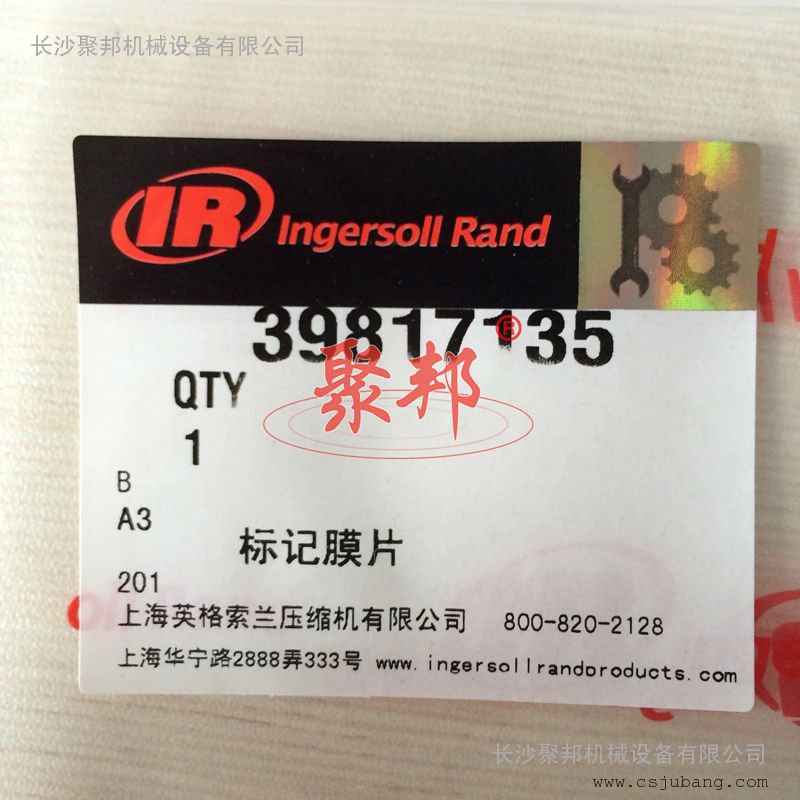 长沙聚邦机械设备有限公司
IR Ingersoll Rand
39817135
®
聚邦
QTY
1
B
A3
标记膜片
201
上海英格索兰压缩机有限公司 800-820-2128
上海华宁路2888弄333号 www.ingersollrandproducts.com
长沙聚邦机械设备有限公司
www.csjubang.com